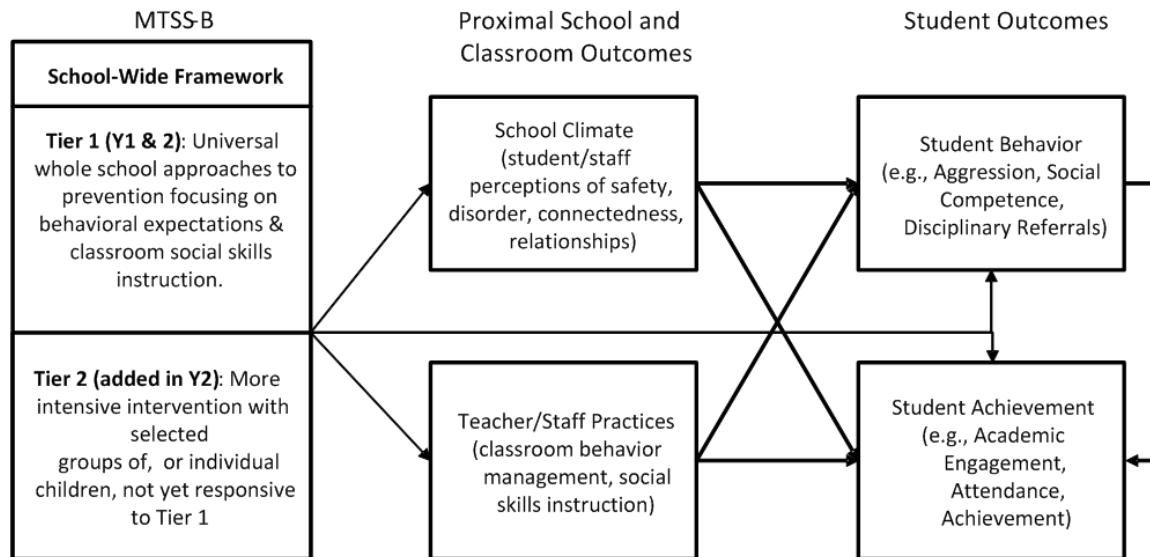 MTSS-B
School-Wide Framework
Tier 1 (Y1 & 2): Universal
whole school approaches to
prevention focusing on
behavioral expectations &
classroom social skills
instruction.
Tier 2 (added in Y2): More
intensive intervention with
selected
groups of, or individual
children, not yet responsive
to Tier 1
Proximal School and
Classroom Outcomes
School Climate
(student/staff
perceptions of safety,
disorder, connectedness,
relationships)
Teacher/Staff Practices
(classroom behavior
management, social
skills instruction)
Student Outcomes
Student Behavior
(e.g., Aggression, Social
Competence,
Disciplinary Referrals)
Student Achievement
(e.g., Academic
Engagement,
Attendance,
Achievement)